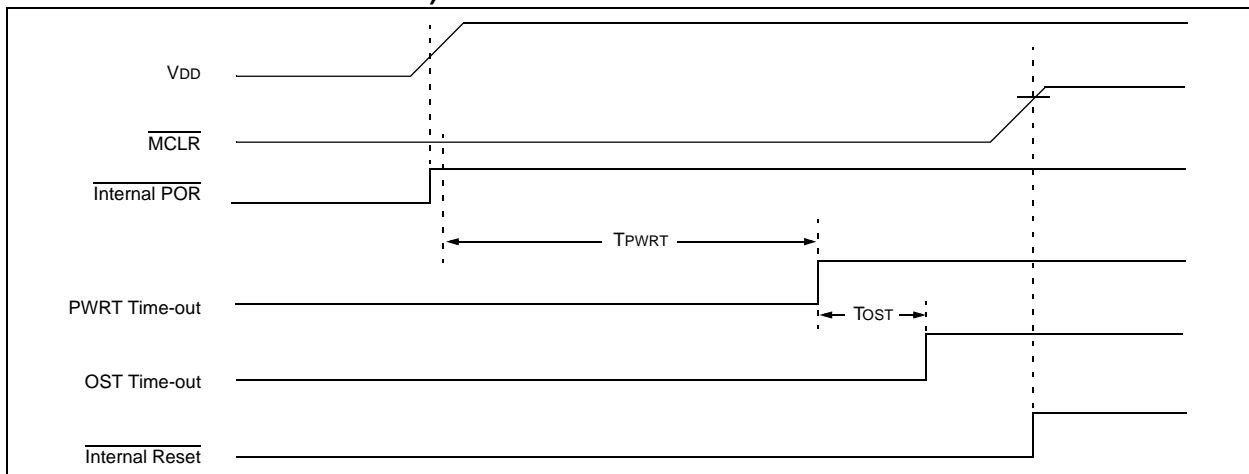 VDD
MCLR
Internal POR
TPWRT
PWRT Time-out
TOST
OST Time-out
Internal Reset